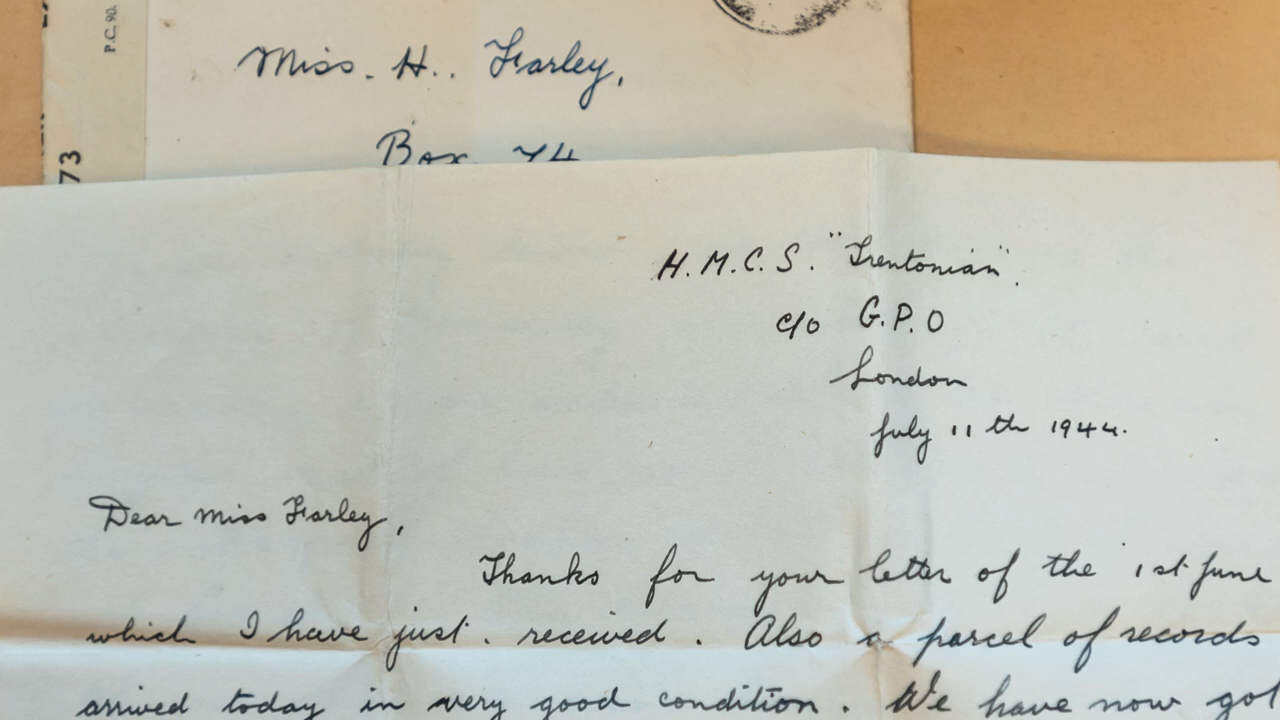 P.C. 90.
73
Miss. H.. Farley,
Box 74
H.M.C.S. "Trentonian".
c/o G.P.O
London
July 11th 1944.
Dear Miss Farley,
Thanks for your letter of the 1st June
which I have just. received. Also a parcel of records
arrived today in very good condition. We have now got